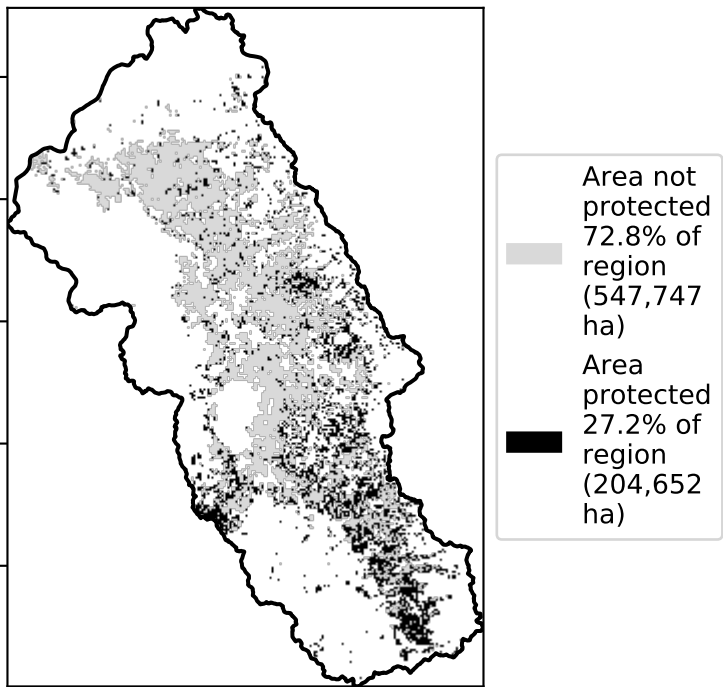 Area not
protected
72.8% of
region
(547,747
ha)
Area
protected
27.2% of
region
(204,652
ha)